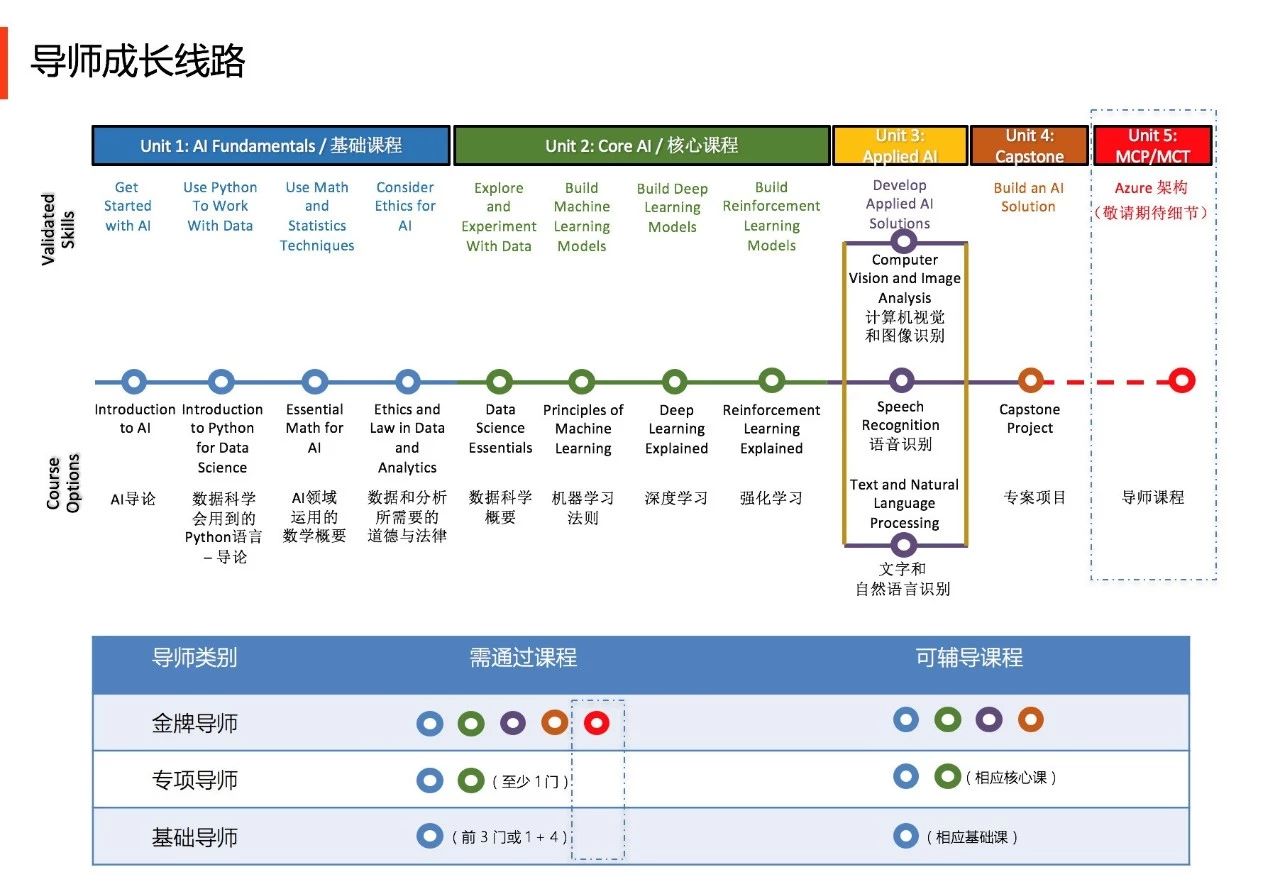 导师成长线路
Unit 1: AI Fundamentals / 基础课程
Unit 2: Core AI / 核心课程
Unit 3:
Applied AI
Unit 4:
Capstone
Unit 5:
MCP/MCT
Validated
Skills
Get
Started
with AI
Use Python
To Work
With Data
Use Math
and
Statistics
Techniques
Consider
Ethics for
AI
Explore
and
Experiment
With Data
Build
Machine
Learning
Models
Build Deep
Learning
Models
Build
Reinforcement
Learning
Models
Develop
Applied AI
Solutions
Build an AI
Solution
Azure 架构
（敬请期待细节）
Computer
Vision and Image
Analysis
计算机视觉
和图像识别
Course
Options
Introduction
to AI
AI导论
Introduction
to Python
for Data
Science
数据科学
会用到的
Python语言
– 导论
Essential
Math for
AI
AI领域
运用的
数学概要
Ethics and
Law in Data
and
Analytics
数据和分析
所需要的
道德与法律
Data
Science
Essentials
数据科学
概要
Principles of
Machine
Learning
机器学习
法则
Deep
Learning
Explained
深度学习
Reinforcement
Learning
Explained
强化学习
Speech
Recognition
语音识别
Text and Natural
Language
Processing
文字和
自然语言识别
Capstone
Project
专案项目
导师课程
导师类别
需通过课程
可辅导课程
金牌导师
专项导师
（至少 1 门）
（相应核心课）
基础导师
（前 3 门或 1 + 4）
（相应基础课）